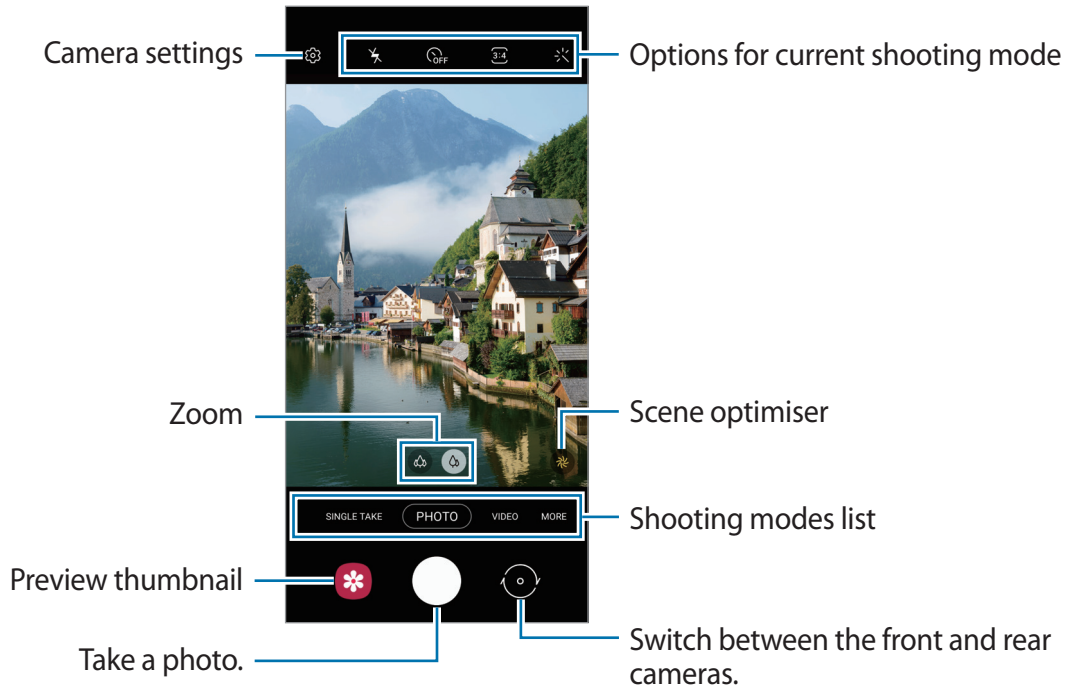 Camera settings
OFF
3:4
Options for current shooting mode
Zoom
Scene optimiser
SINGLE TAKE PHOTO VIDEO MORE
Shooting modes list
Preview thumbnail
Take a photo.
Switch between the front and rear
cameras.